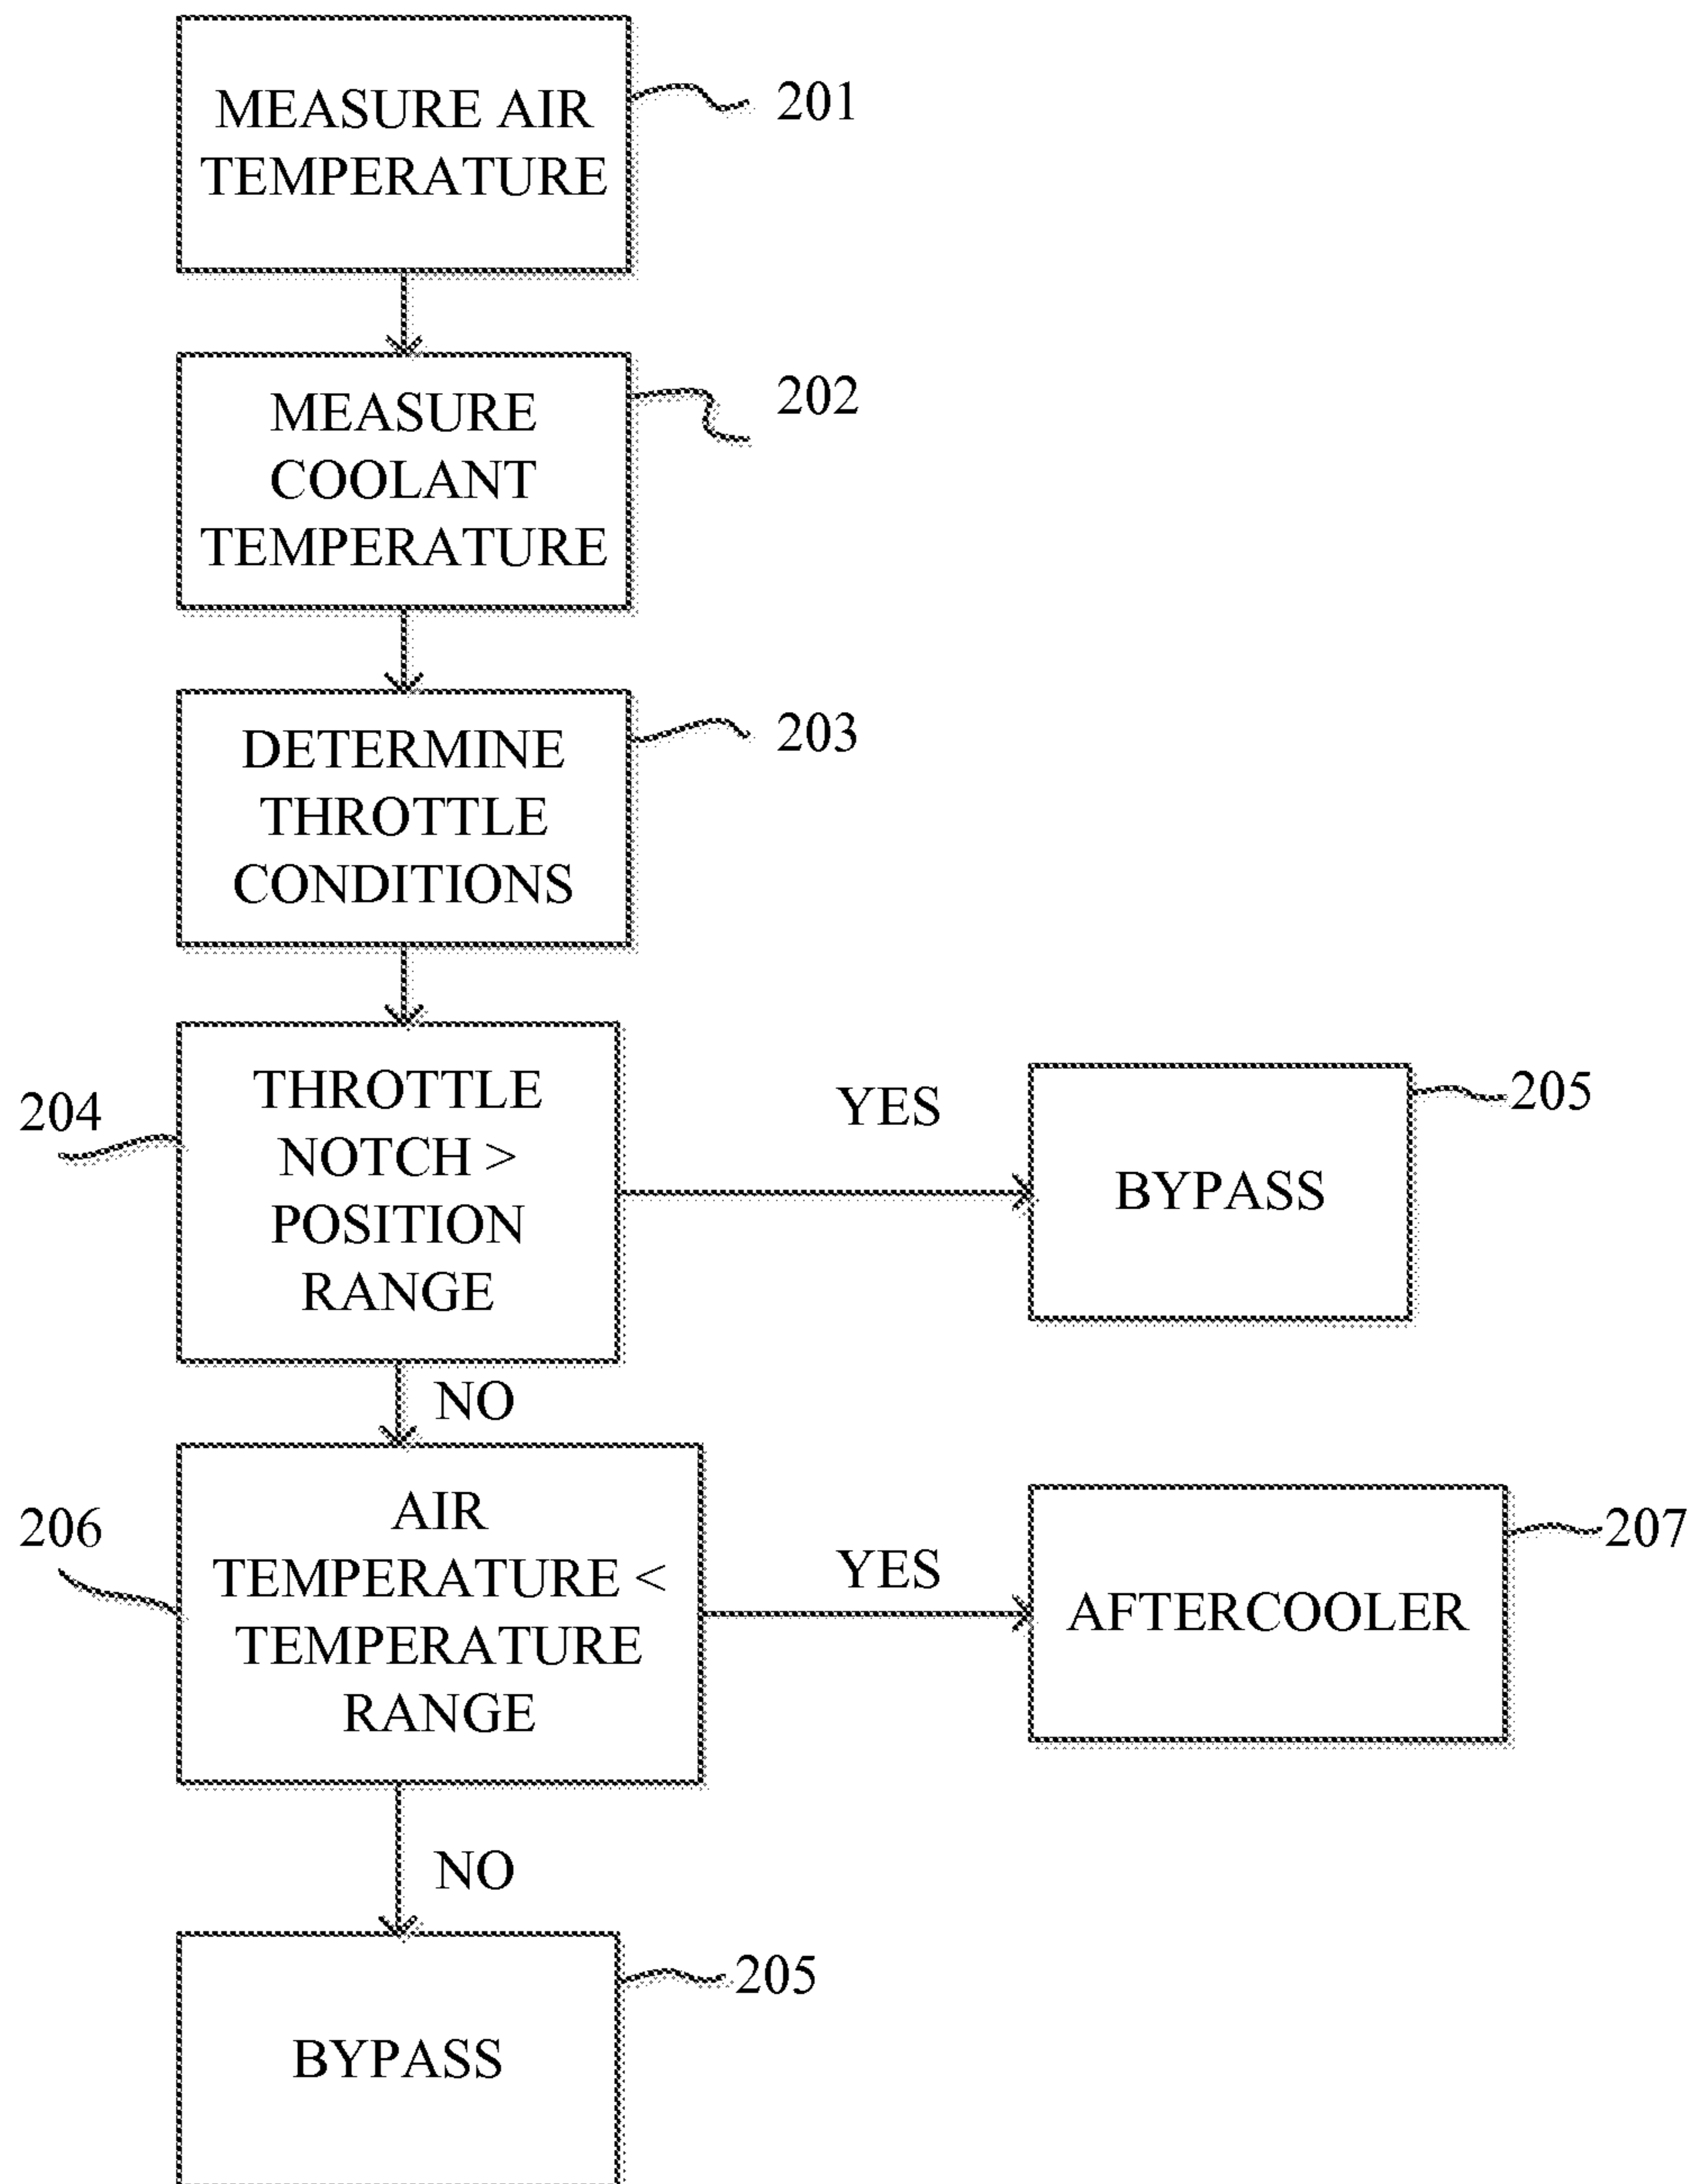 MEASURE AIR
TEMPERATURE
201
MEASURE
COOLANT
TEMPERATURE
202
DETERMINE
THROTTLE
CONDITIONS
203
204
THROTTLE
NOTCH >
POSITION
RANGE
YES
BYPASS
205
NO
206
AIR
TEMPERATURE <
TEMPERATURE
RANGE
YES
AFTERCOOLER
207
NO
BYPASS
205